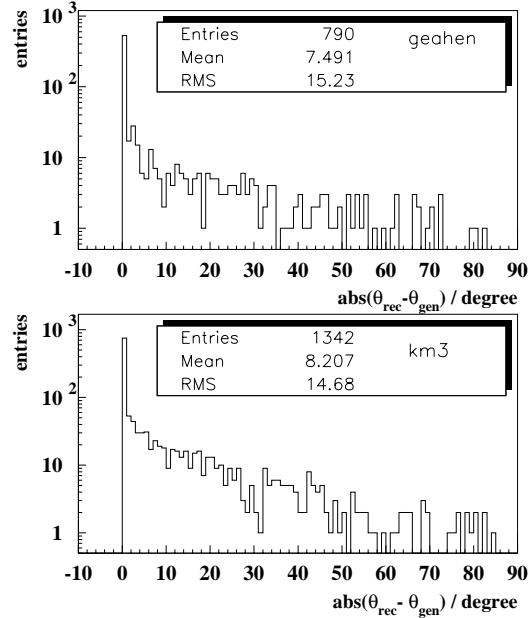 entries
Entries 790
geahen
Mean 7.491
RMS 15.23
10³
10²
10
1
-10 0 10 20 30 40 50 60 70 80 90
abs(θrec-θgen) / degree
entries
Entries 1342
km3
Mean 8.207
RMS 14.68
10³
10²
10
1
-10 0 10 20 30 40 50 60 70 80 90
abs(θrec- θgen) / degree